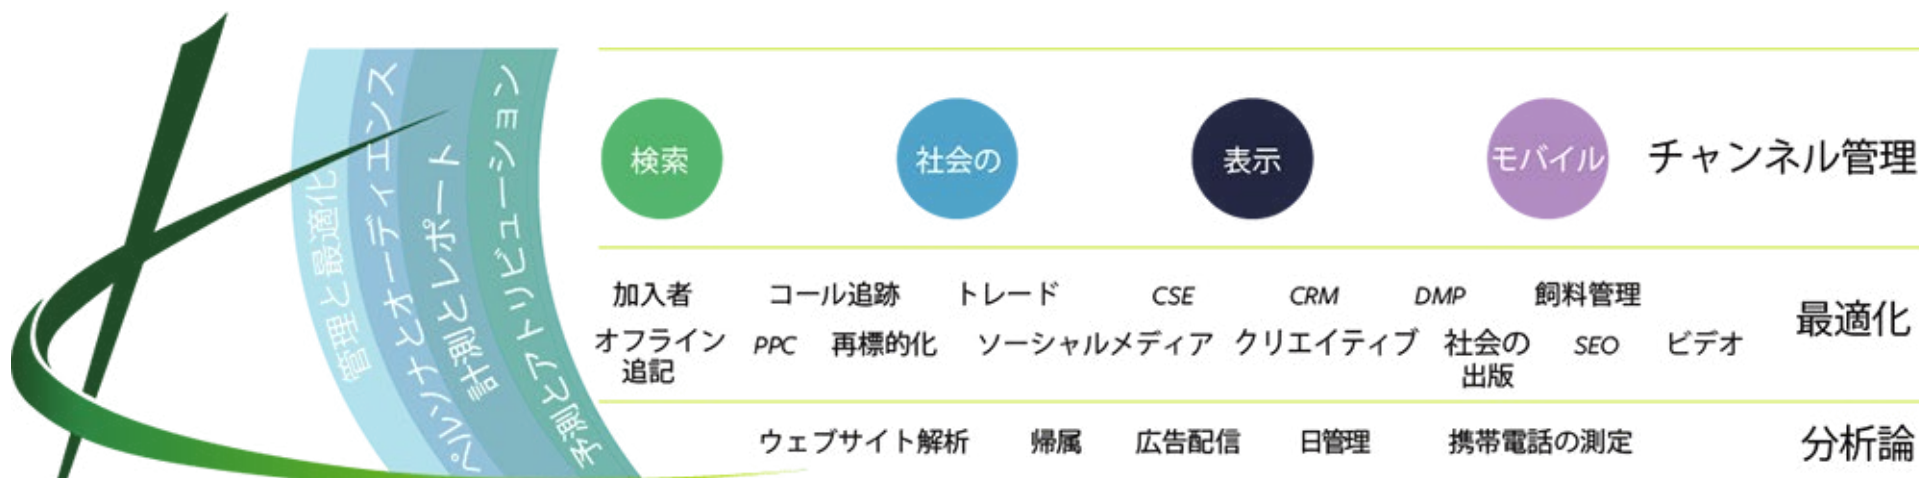 管理と最適化
ペルソナとオーディエンス
計測とレポート
予測とアトリビューション
検索
社会の
表示
モバイル
チャンネル管理
加入者 コール追跡 トレード CSE CRM DMP 飼料管理
オフライン 追記 PPC 再標的化 ソーシャルメディア クリエイティブ 社会の 出版 SEO ビデオ
最適化
ウェブサイト解析 帰属 広告配信 日管理 携帯電話の測定
分析論